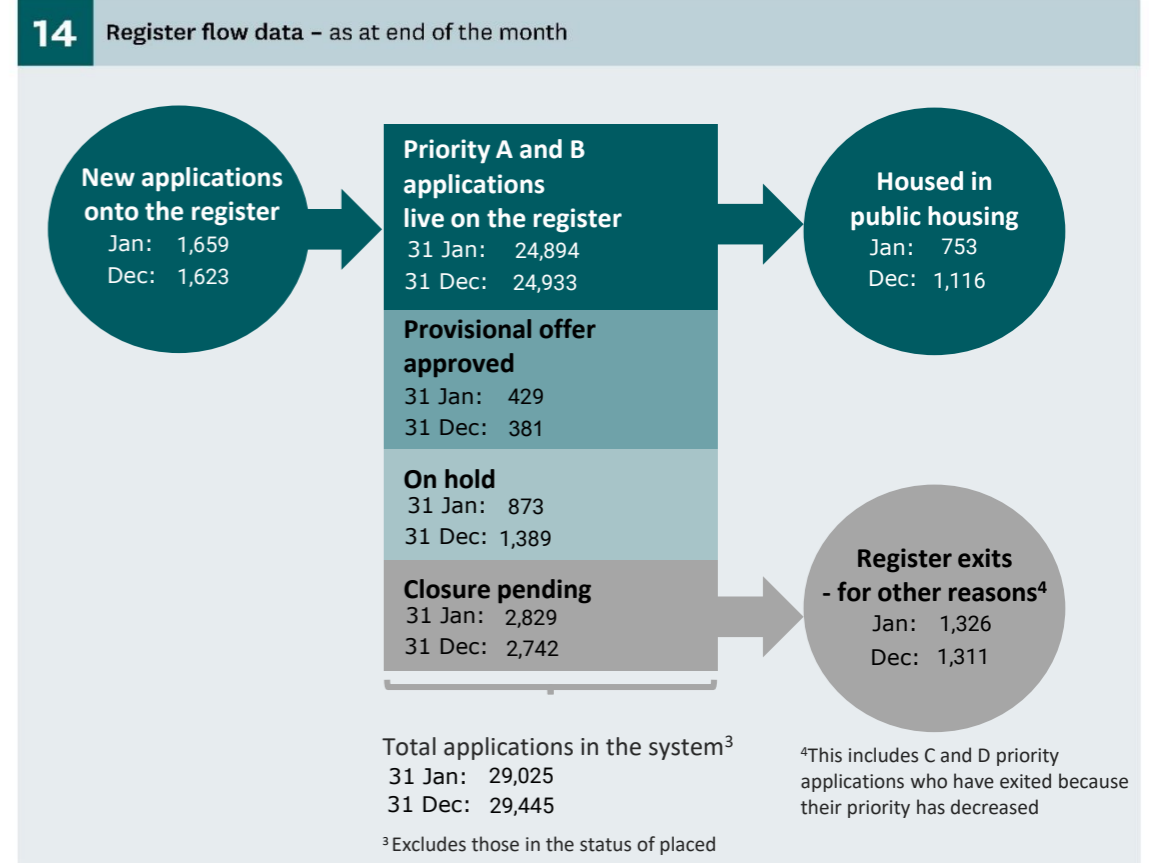 14 Register flow data – as at end of the month
New applications
onto the register
Jan: 1,659
Dec: 1,623
Priority A and B
applications
live on the register
31 Jan: 24,894
31 Dec: 24,933
Housed in
public housing
Jan: 753
Dec: 1,116
Provisional offer
approved
31 Jan: 429
31 Dec: 381
On hold
31 Jan: 873
31 Dec: 1,389
Closure pending
31 Jan: 2,829
31 Dec: 2,742
Register exits
- for other reasons⁴
Jan: 1,326
Dec: 1,311
Total applications in the system³
31 Jan: 29,025
31 Dec: 29,445
³ Excludes those in the status of placed
⁴This includes C and D priority
applications who have exited because
their priority has decreased